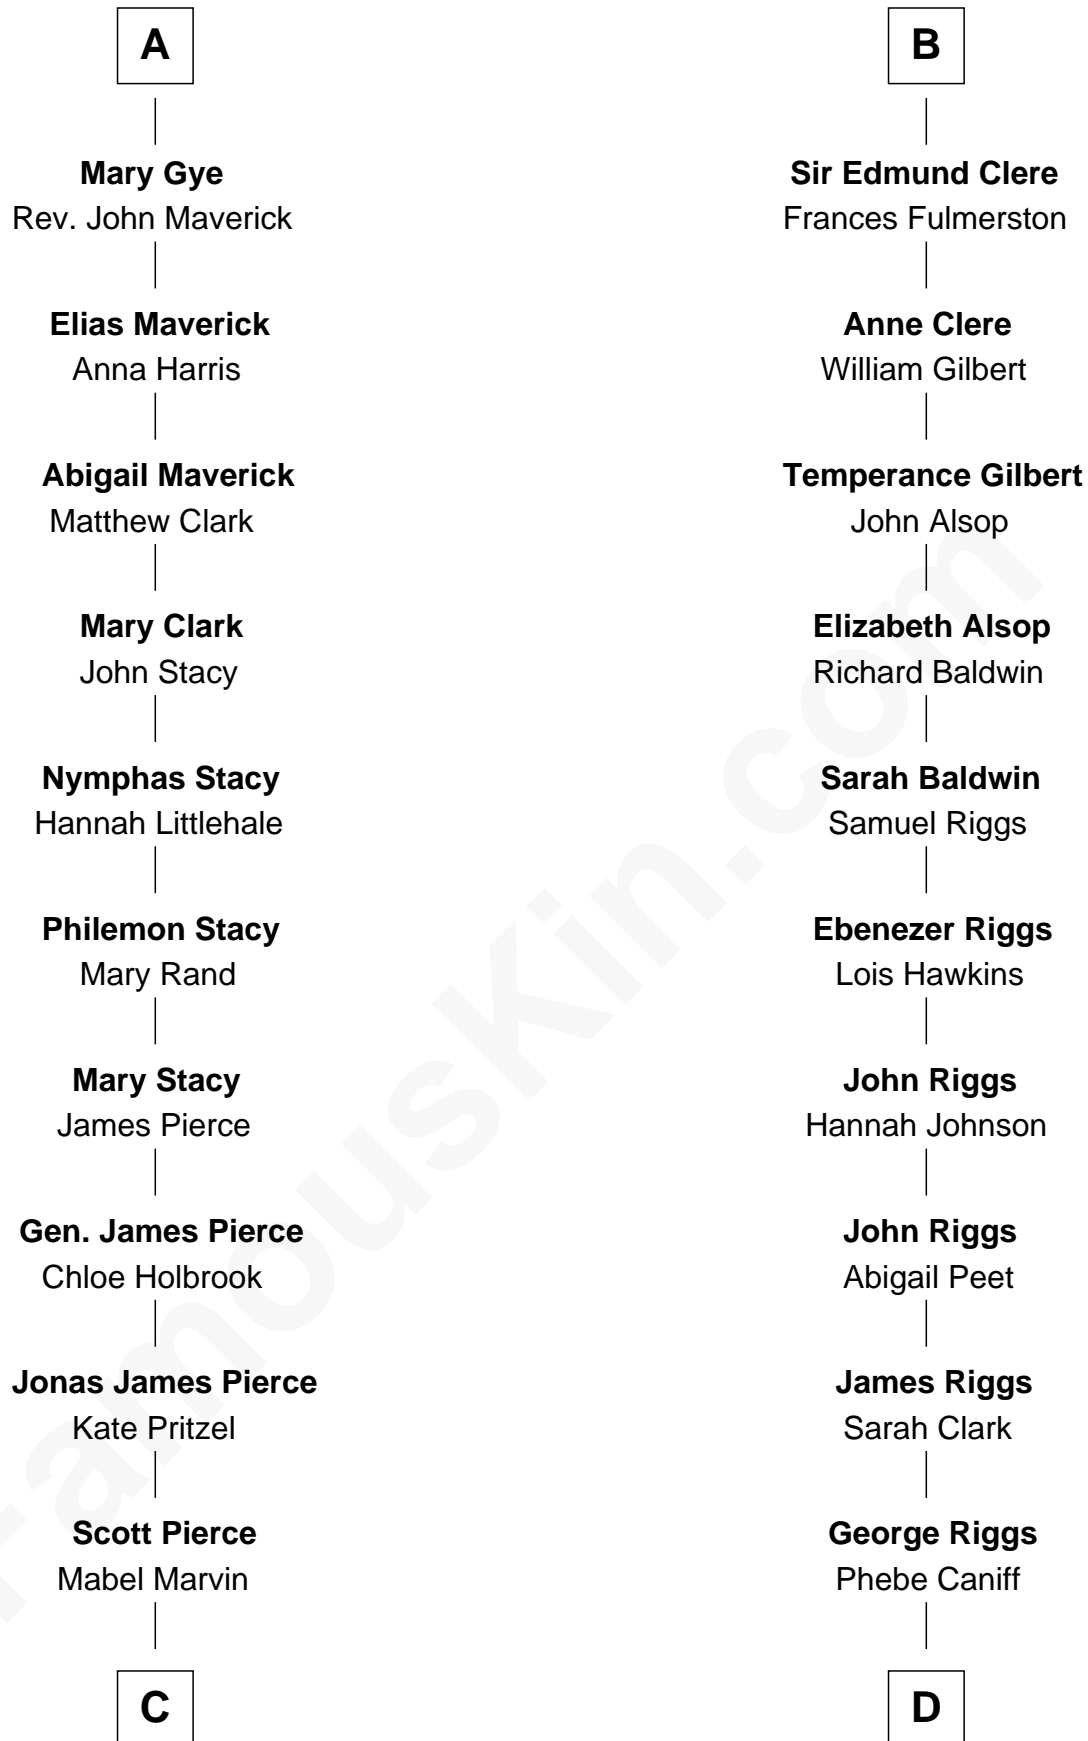 A
Mary Gye
Rev. John Maverick
Elias Maverick
Anna Harris
Abigail Maverick
Matthew Clark
Mary Clark
John Stacy
Nymphas Stacy
Hannah Littlehale
Philemon Stacy
Mary Rand
Mary Stacy
James Pierce
Gen. James Pierce
Chloe Holbrook
Jonas James Pierce
Kate Pritzel
Scott Pierce
Mabel Marvin
C
B
Sir Edmund Clere
Frances Fulmerston
Anne Clere
William Gilbert
Temperance Gilbert
John Alsop
Elizabeth Alsop
Richard Baldwin
Sarah Baldwin
Samuel Riggs
Ebenezer Riggs
Lois Hawkins
John Riggs
Hannah Johnson
John Riggs
Abigail Peet
James Riggs
Sarah Clark
George Riggs
Phebe Caniff
D
FamousKin.com